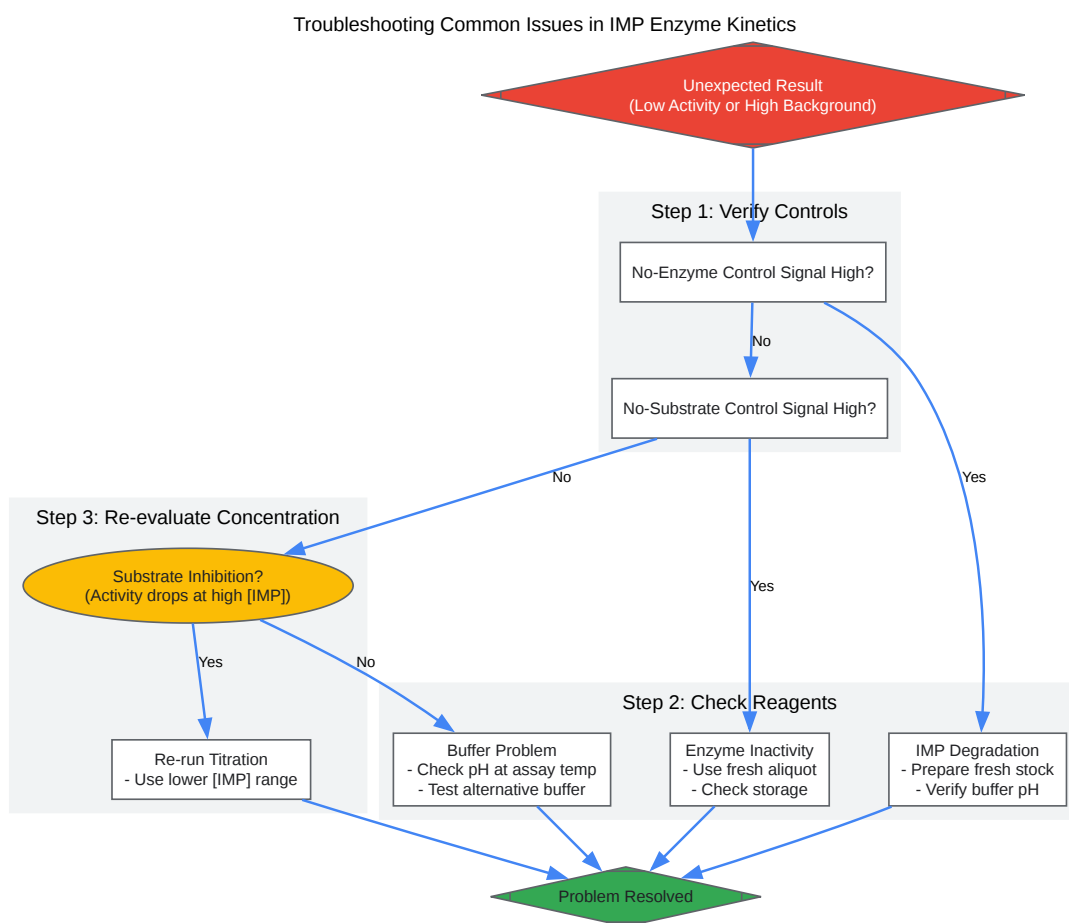 Troubleshooting Common Issues in IMP Enzyme Kinetics
Unexpected Result
(Low Activity or High Background)
Step 1: Verify Controls
No-Enzyme Control Signal High?
No
No-Substrate Control Signal High?
No
Yes
Step 3: Re-evaluate Concentration
Substrate Inhibition?
(Activity drops at high [IMP])
Yes
Yes
No
Step 2: Check Reagents
Re-run Titration
- Use lower [IMP] range
Buffer Problem
- Check pH at assay temp
- Test alternative buffer
Enzyme Inactivity
- Use fresh aliquot
- Check storage
IMP Degradation
- Prepare fresh stock
- Verify buffer pH
Problem Resolved